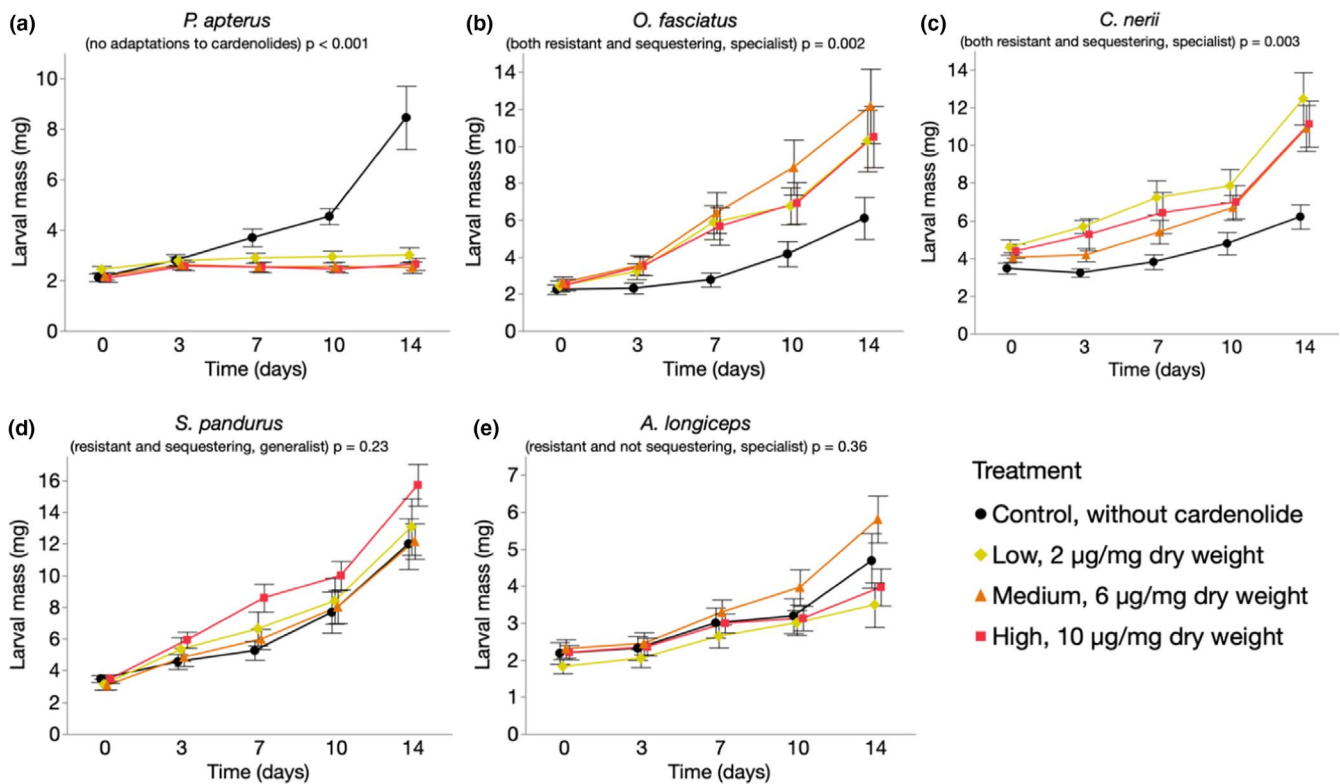 (a)
P. apterus
(no adaptations to cardenolides) p < 0.001
Larval mass (mg)
10
8
6
4
2
0
0 3 7 10 14
Time (days)
(b)
O. fasciatus
(both resistant and sequestering, specialist) p = 0.002
Larval mass (mg)
14
12
10
8
6
4
2
0
0 3 7 10 14
Time (days)
(c)
C. nerii
(both resistant and sequestering, specialist) p = 0.003
Larval mass (mg)
14
12
10
8
6
4
2
0
0 3 7 10 14
Time (days)
(d)
S. pandurus
(resistant and sequestering, generalist) p = 0.23
Larval mass (mg)
16
14
12
10
8
6
4
2
0
0 3 7 10 14
Time (days)
(e)
A. longiceps
(resistant and not sequestering, specialist) p = 0.36
Larval mass (mg)
7
6
5
4
3
2
1
0
0 3 7 10 14
Time (days)
Treatment
Control, without cardenolide
Low, 2 µg/mg dry weight
Medium, 6 µg/mg dry weight
High, 10 µg/mg dry weight